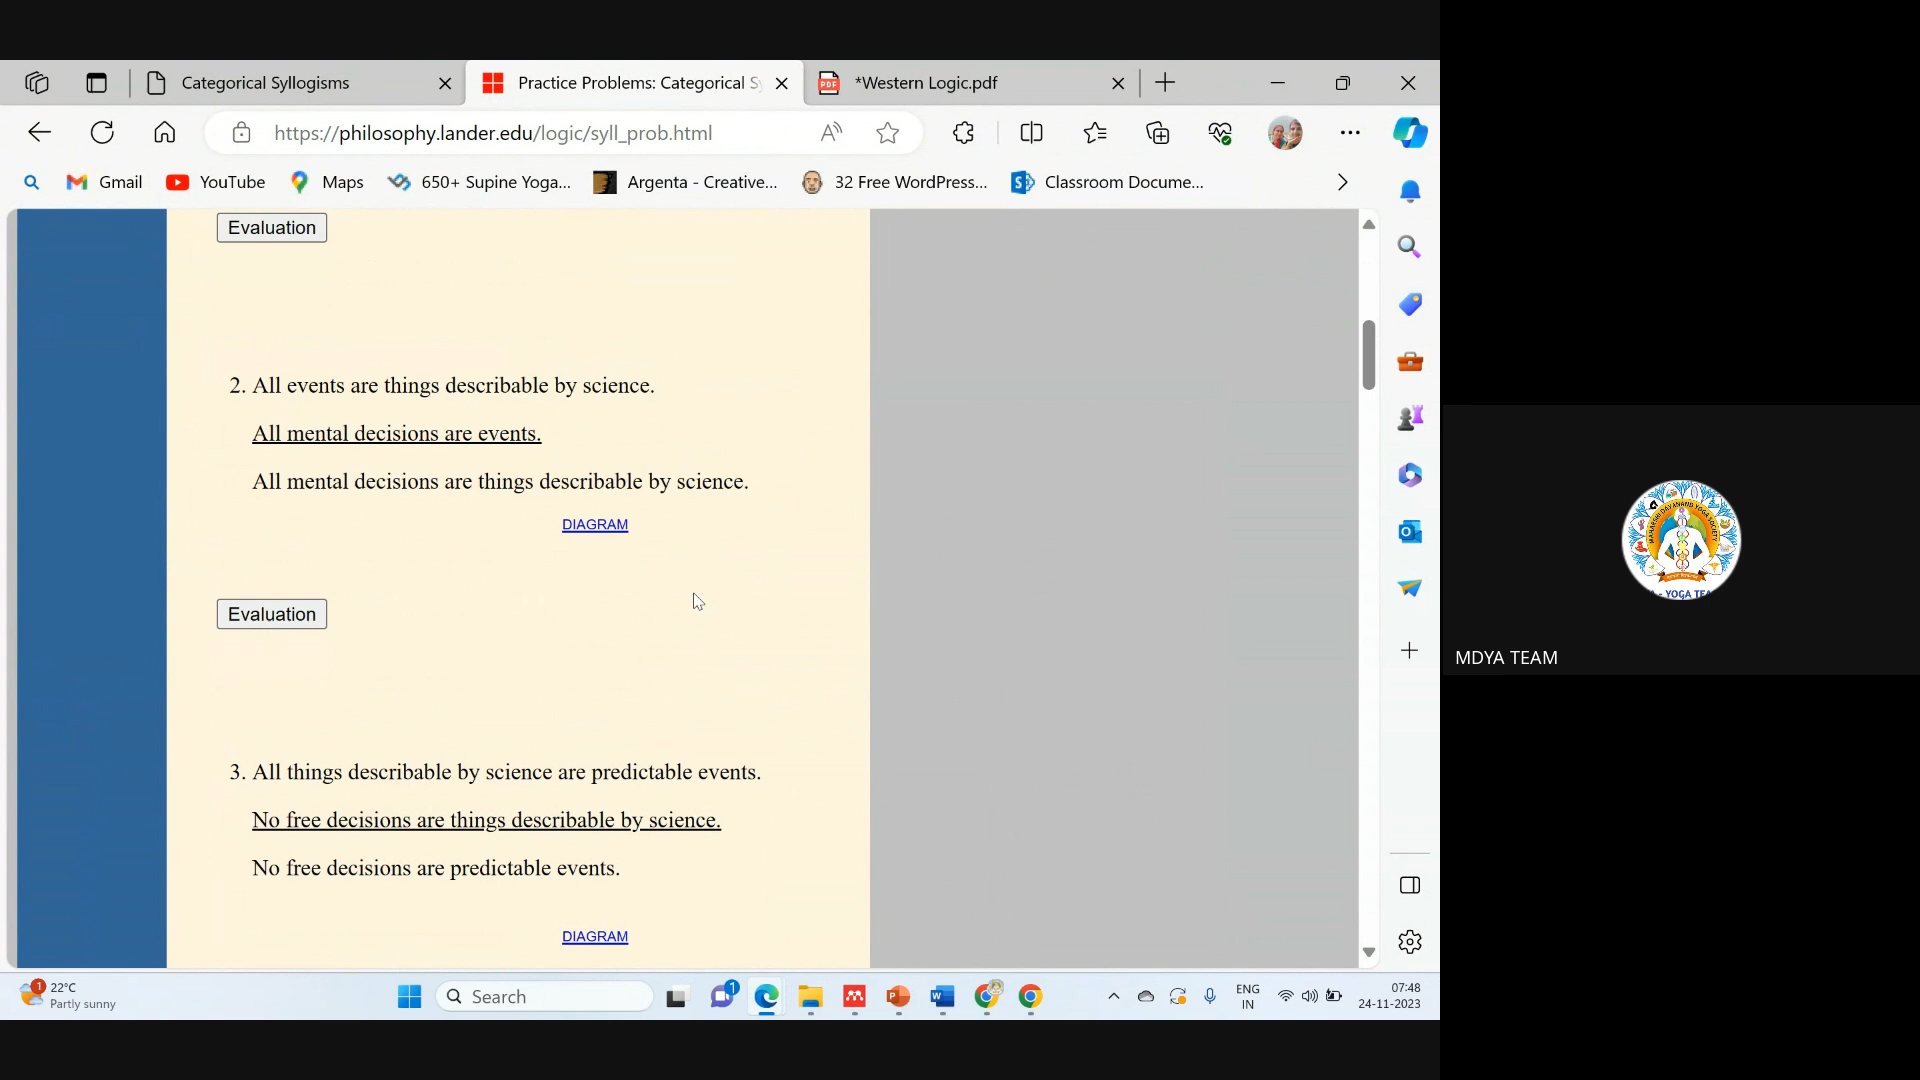 Categorical Syllogisms
Practice Problems: Categorical S
*Western Logic.pdf
https://philosophy.lander.edu/logic/syll_prob.html
Gmail
YouTube
Maps
650+ Supine Yoga...
Argenta - Creative...
32 Free WordPress...
Classroom Docume...
Evaluation
2. All events are things describable by science.
All mental decisions are events.
All mental decisions are things describable by science.
DIAGRAM
Evaluation
3. All things describable by science are predictable events.
No free decisions are things describable by science.
No free decisions are predictable events.
DIAGRAM
MDYA TEAM
1
22°C
Partly sunny
Search
1
ENG
IN
07:48
24-11-2023